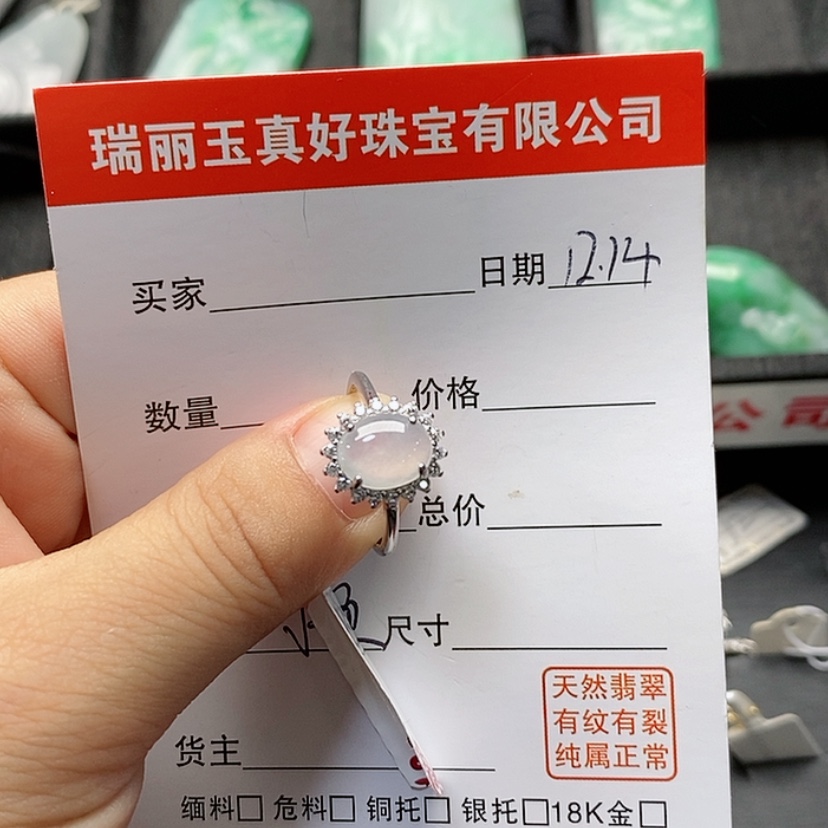 瑞丽玉真好珠宝有限公司
买家 日期 12.14
数量 价格
总价
尺寸
天然翡翠
有纹有裂
纯属正常
货主
缅料□ 危料□ 铜托□ 银托□ 18K金□
公司